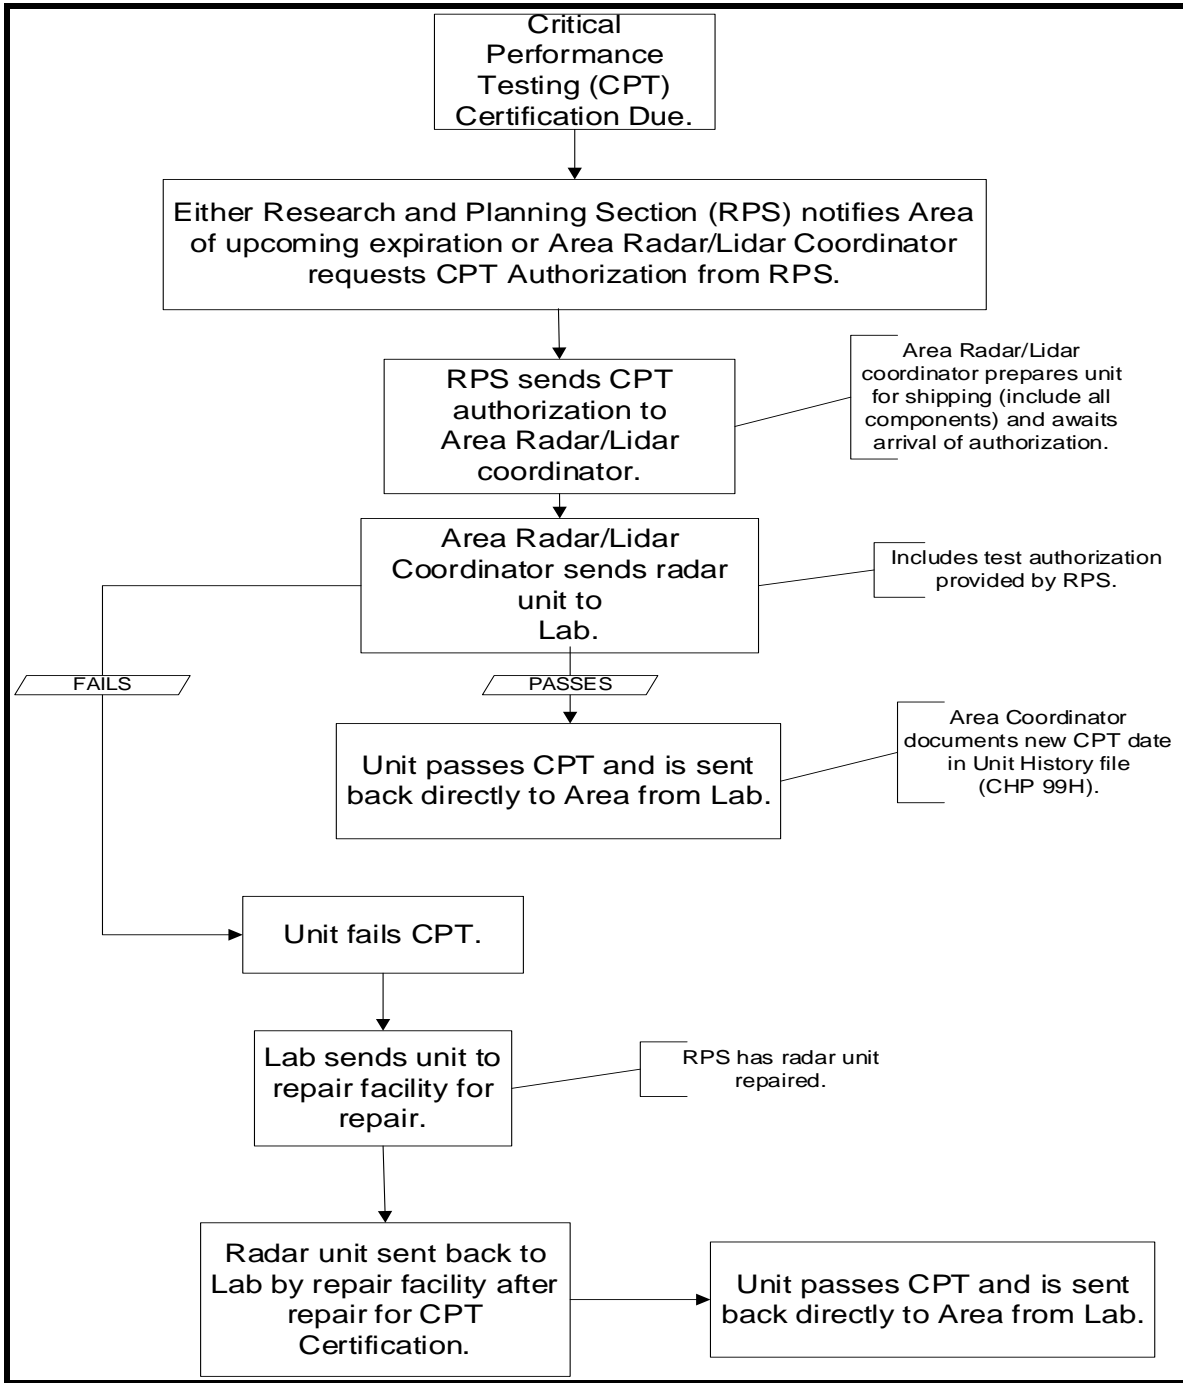 Critical
Performance
Testing (CPT)
Certification Due.
Either Research and Planning Section (RPS) notifies Area
of upcoming expiration or Area Radar/Lidar Coordinator
requests CPT Authorization from RPS.
RPS sends CPT
authorization to
Area Radar/Lidar
coordinator.
Area Radar/Lidar
coordinator prepares unit
for shipping (include all
components) and awaits
arrival of authorization.
Area Radar/Lidar
Coordinator sends radar
unit to
Lab.
Includes test authorization
provided by RPS.
FAILS
PASSES
Unit passes CPT and is sent
back directly to Area from Lab.
Area Coordinator
documents new CPT date
in Unit History file
(CHP 99H).
Unit fails CPT.
Lab sends unit to
repair facility for
repair.
RPS has radar unit
repaired.
Radar unit sent back to
Lab by repair facility after
repair for CPT
Certification.
Unit passes CPT and is sent
back directly to Area from Lab.